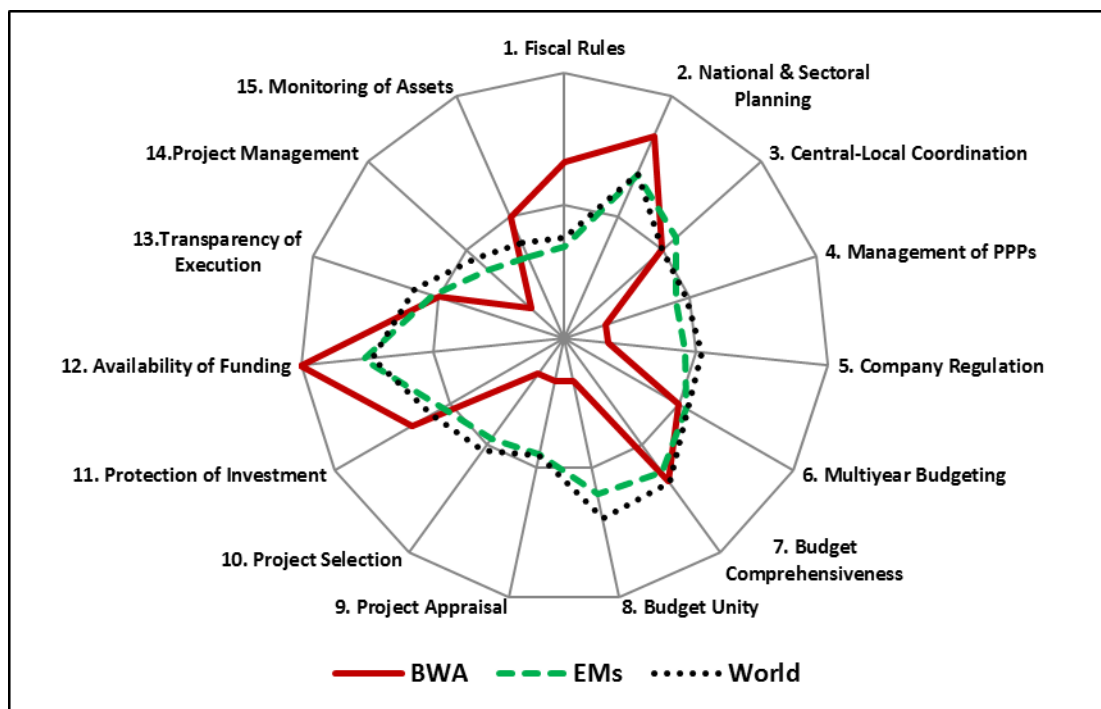 1. Fiscal Rules
2. National & Sectoral
Planning
3. Central-Local Coordination
4. Management of PPPs
5. Company Regulation
6. Multiyear Budgeting
7. Budget
Comprehensiveness
8. Budget Unity
9. Project Appraisal
10. Project Selection
11. Protection of Investment
12. Availability of Funding
13.Transparency of
Execution
14.Project Management
15. Monitoring of Assets
BWA
EMs
World